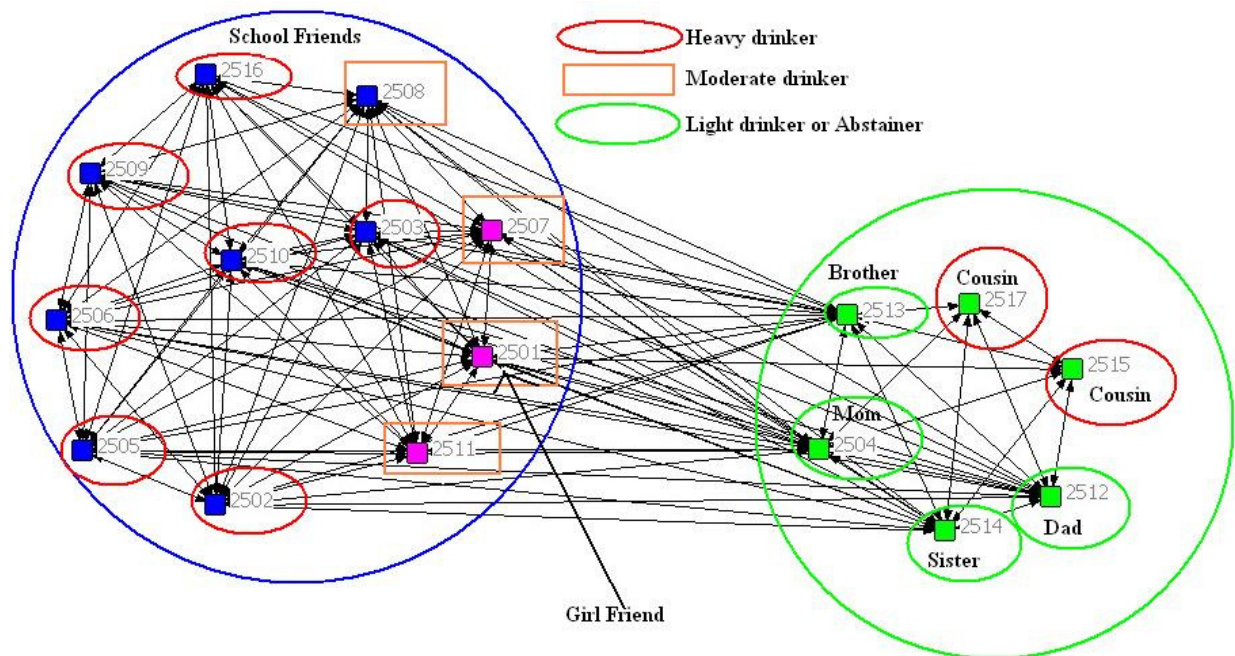 School Friends
Heavy drinker
Moderate drinker
Light drinker or Abstainer
2516
2508
2509
2503
2507
2510
2506
2501
2505
2511
2502
Brother
2513
Cousin
2517
2515
Cousin
Mom
2504
2512
Dad
2514
Sister
Girl Friend